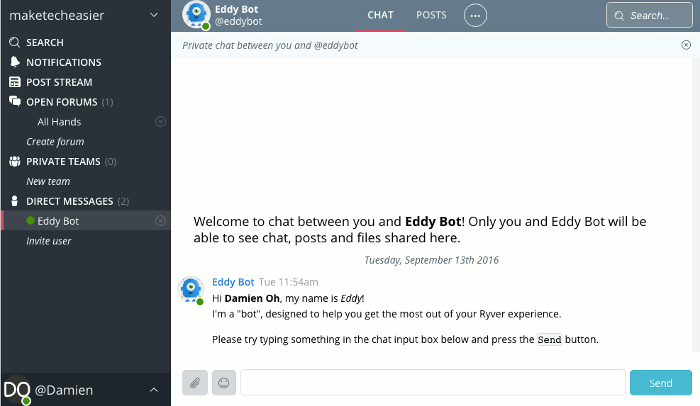 maketecheasier
SEARCH
NOTIFICATIONS
POST STREAM
OPEN FORUMS (1)
All Hands
Create forum
PRIVATE TEAMS (0)
New team
DIRECT MESSAGES (2)
Eddy Bot
Invite user
DO @Damien
Eddy Bot
@eddybot
CHAT POSTS
Search...
Private chat between you and @eddybot
Welcome to chat between you and Eddy Bot! Only you and Eddy Bot will be
able to see chat, posts and files shared here.
Tuesday, September 13th 2016
Eddy Bot Tue 11:54am
Hi Damien Oh, my name is Eddy!
I'm a "bot", designed to help you get the most out of your Ryver experience.
Please try typing something in the chat input box below and press the Send button.
Send